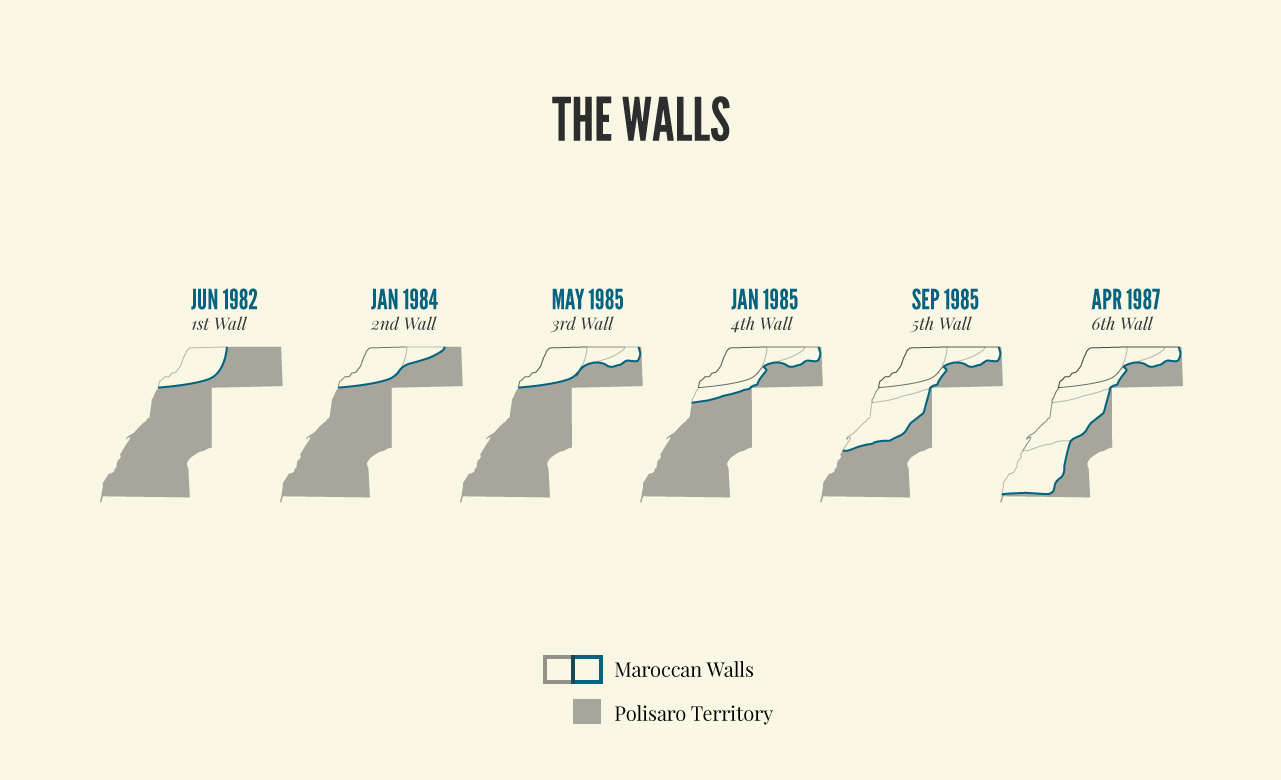 THE WALLS
JUN 1982
1st Wall
JAN 1984
2nd Wall
MAY 1985
3rd Wall
JAN 1985
4th Wall
SEP 1985
5th Wall
APR 1987
6th Wall
Maroccan Walls
Polisaro Territory